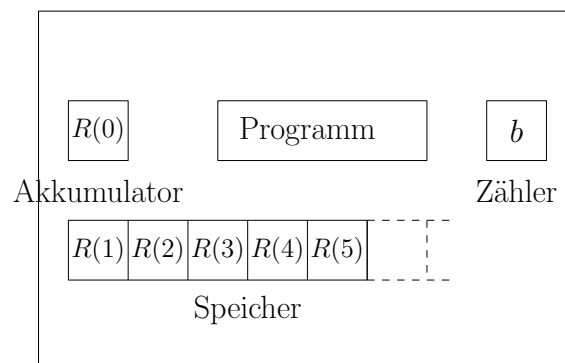 R(0) Programm b
Akkumulator Zähler
R(1) R(2) R(3) R(4) R(5)
Speicher